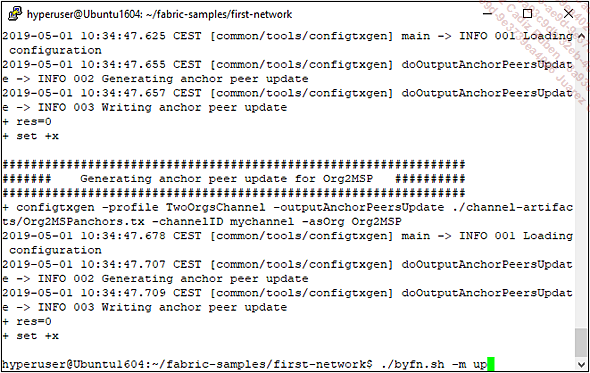 hyperuser@Ubuntu1604: ~/fabric-samples/first-network
2019-05-01 10:34:47.625 CEST [common/tools/configtxgen] main -> INFO 001 Loading
 configuration
2019-05-01 10:34:47.655 CEST [common/tools/configtxgen] doOutputAnchorPeersUpdat
e -> INFO 002 Generating anchor peer update
2019-05-01 10:34:47.657 CEST [common/tools/configtxgen] doOutputAnchorPeersUpdat
e -> INFO 003 Writing anchor peer update
+ res=0
+ set +x
#################################################################
#######    Generating anchor peer update for Org2MSP   ##########
#################################################################
+ configtxgen -profile TwoOrgsChannel -outputAnchorPeersUpdate ./channel-artifac
ts/Org2MSPanchors.tx -channelID mychannel -asOrg Org2MSP
2019-05-01 10:34:47.678 CEST [common/tools/configtxgen] main -> INFO 001 Loading
 configuration
2019-05-01 10:34:47.707 CEST [common/tools/configtxgen] doOutputAnchorPeersUpdat
e -> INFO 002 Generating anchor peer update
2019-05-01 10:34:47.709 CEST [common/tools/configtxgen] doOutputAnchorPeersUpdat
e -> INFO 003 Writing anchor peer update
+ res=0
+ set +x
hyperuser@Ubuntu1604:~/fabric-samples/first-network$ ./byfn.sh -m up